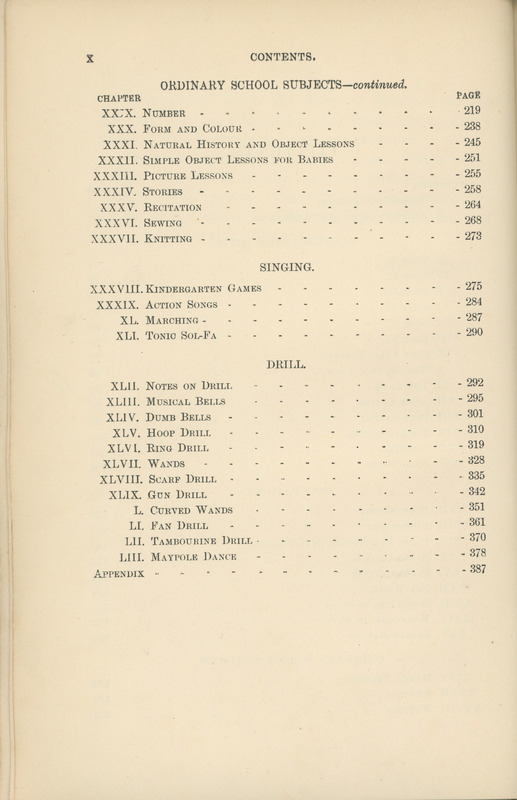 x CONTENTS.
ORDINARY SCHOOL SUBJECTS—continued.
CHAPTER PAGE
XXIX. NUMBER - - - - - - - - - - 219
XXX. FORM AND COLOUR - - - - - - - - - 238
XXXI. NATURAL HISTORY AND OBJECT LESSONS - - - - 245
XXXII. SIMPLE OBJECT LESSONS FOR BABIES - - - - - 251
XXXIII. PICTURE LESSONS - - - - - - - - - 255
XXXIV. STORIES - - - - - - - - - - - 258
XXXV. RECITATION - - - - - - - - - - 264
XXXVI. SEWING - - - - - - - - - - - 268
XXXVII. KNITTING - - - - - - - - - - - 273
SINGING.
XXXVIII. KINDERGARTEN GAMES - - - - - - - - 275
XXXIX. ACTION SONGS - - - - - - - - - - 284
XL. MARCHING - - - - - - - - - - - 287
XLI. TONIC SOL-FA - - - - - - - - - - 290
DRILL.
XLII. NOTES ON DRILL - - - - - - - - - 292
XLIII. MUSICAL BELLS - - - - - - - - - 295
XLIV. DUMB BELLS - - - - - - - - - - 301
XLV. HOOP DRILL - - - - - - - - - - 310
XLVI. RING DRILL - - - - - - - - - - 319
XLVII. WANDS - - - - - - - - - - - 328
XLVIII. SCARF DRILL - - - - - - - - - - 335
XLIX. GUN DRILL - - - - - - - - - - 342
L. CURVED WANDS - - - - - - - - - 351
LI. FAN DRILL - - - - - - - - - - 361
LII. TAMBOURINE DRILL - - - - - - - - - 370
LIII. MAYPOLE DANCE - - - - - - - - - 378
APPENDIX - - - - - - - - - - - - - 387